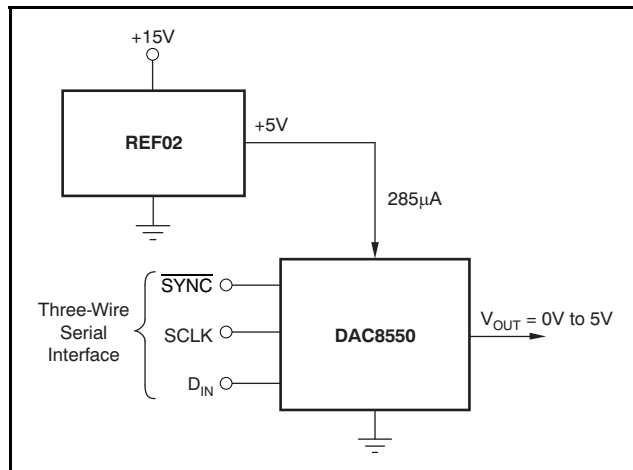 +15V
REF02
+5V
285μA
Three-Wire
Serial
Interface
SYNC
SCLK
DIN
DAC8550
VOUT = 0V to 5V